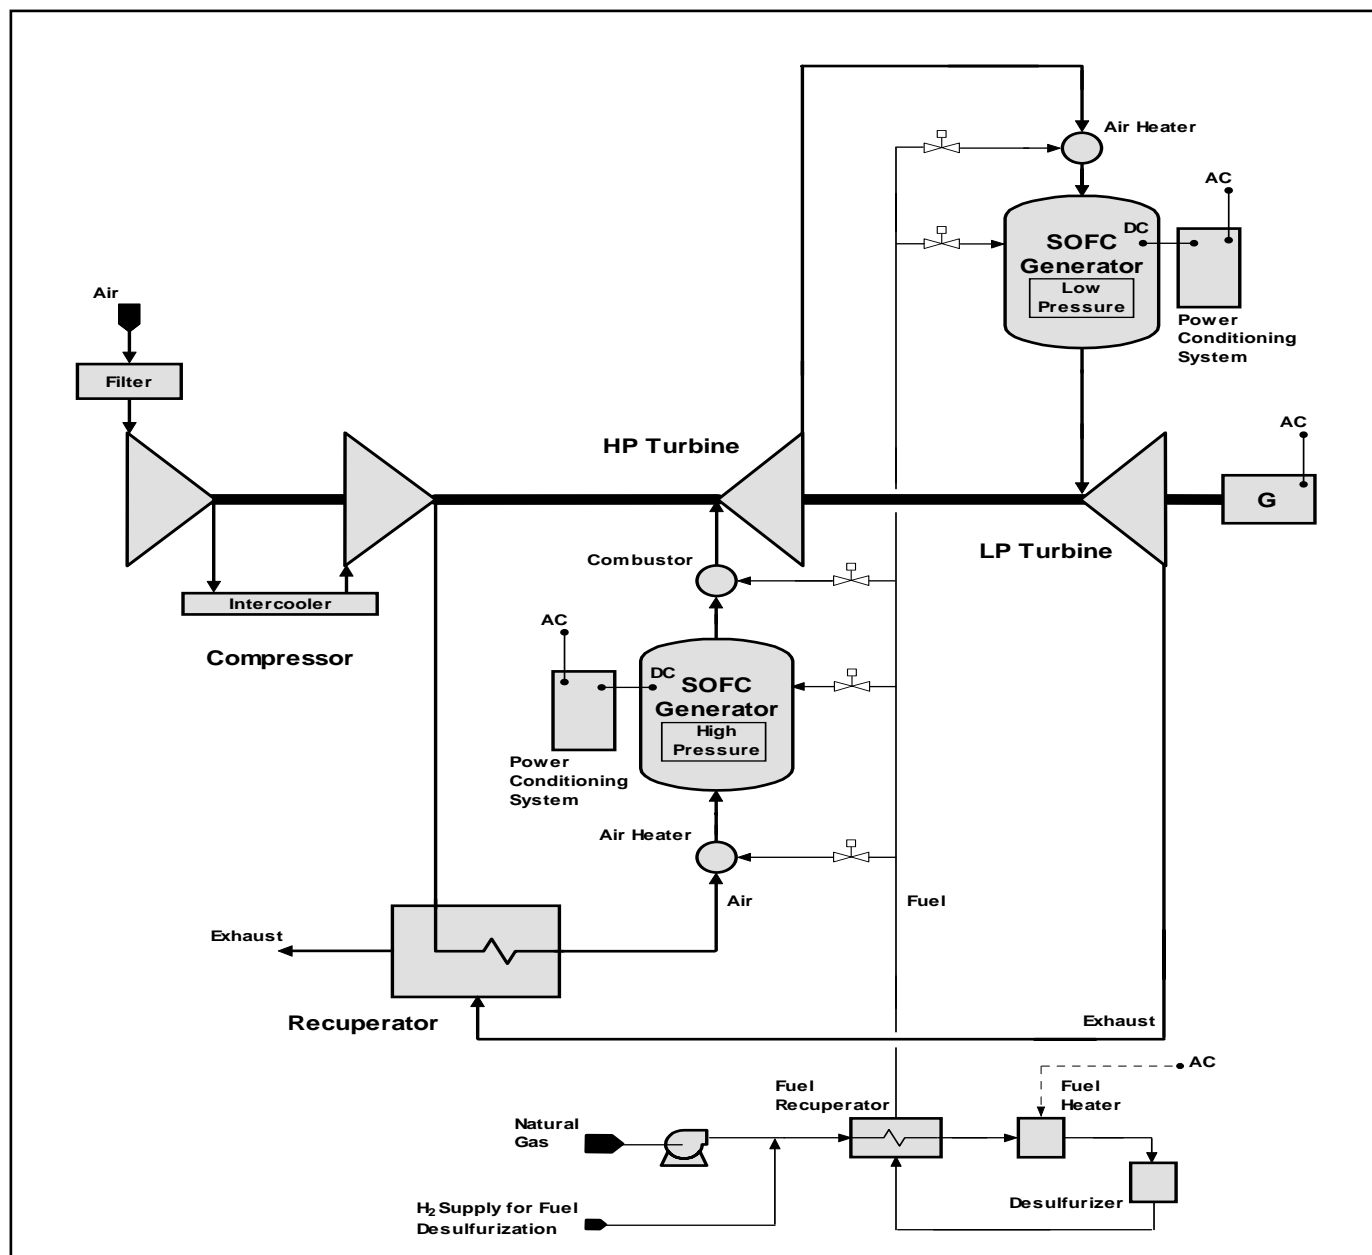 Air Heater
AC
DC
SOFC
Generator
Low
Pressure
Power
Conditioning
System
Air
Filter
HP Turbine
AC
G
LP Turbine
Combustor
Intercooler
Compressor
AC
DC
SOFC
Generator
High
Pressure
Power
Conditioning
System
Air Heater
Air
Fuel
Exhaust
Recuperator
Exhaust
AC
Fuel
Recuperator
Fuel
Heater
Natural
Gas
Desulfurizer
H2 Supply for Fuel
Desulfurization